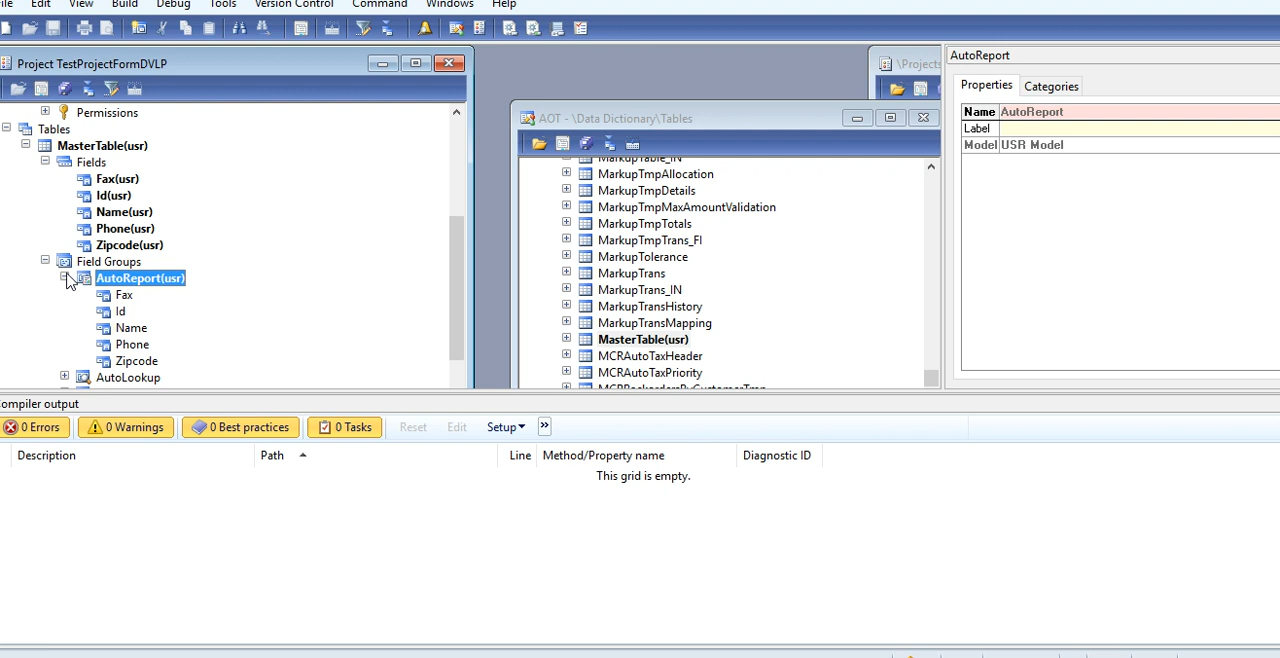 Edit View Build Debug Tools Version Control Command Windows Help
Project TestProjectFormDVLP
Permissions
Tables
MasterTable(usr)
Fields
Fax(usr)
Id(usr)
Name(usr)
Phone(usr)
Zipcode(usr)
Field Groups
AutoReport(usr)
Fax
Id
Name
Phone
Zipcode
AutoLookup
AOT - \Data Dictionary\Tables
MarkupTable_IN
MarkupTmpAllocation
MarkupTmpDetails
MarkupTmpMaxAmountValidation
MarkupTmpTotals
MarkupTmpTrans_FI
MarkupTolerance
MarkupTrans
MarkupTrans_IN
MarkupTransHistory
MarkupTransMapping
MasterTable(usr)
MCRAutoTaxHeader
MCRAutoTaxPriority
\Projects
AutoReport
Properties Categories
Name AutoReport
Label
Model USR Model
Compiler output
0 Errors 0 Warnings 0 Best practices 0 Tasks Reset Edit Setup »
Description Path Line Method/Property name Diagnostic ID
This grid is empty.